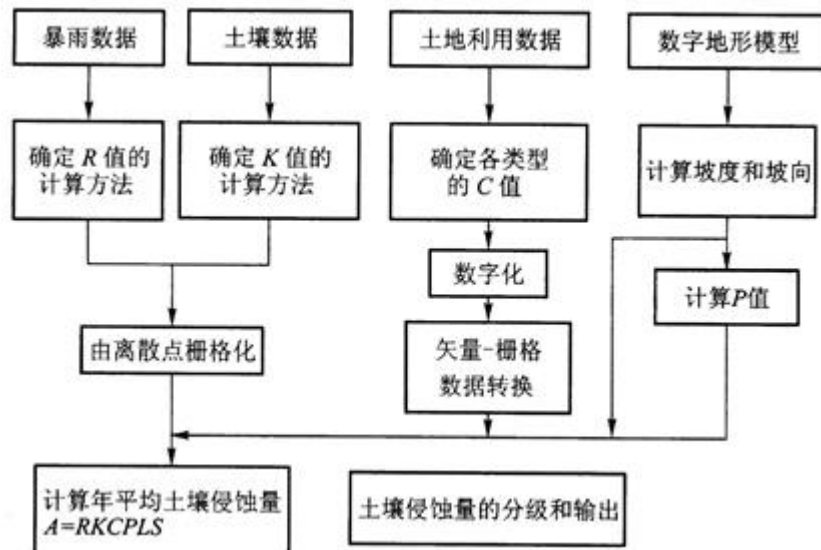 暴雨数据
土壤数据
土地利用数据
数字地形模型
确定 R 值的
计算方法
确定 K 值的
计算方法
确定各类型
的 C 值
计算坡度和坡向
数字化
计算P值
由离散点栅格化
矢量-栅格
数据转换
计算年平均土壤侵蚀量
A=RKCPLS
土壤侵蚀量的分级和输出